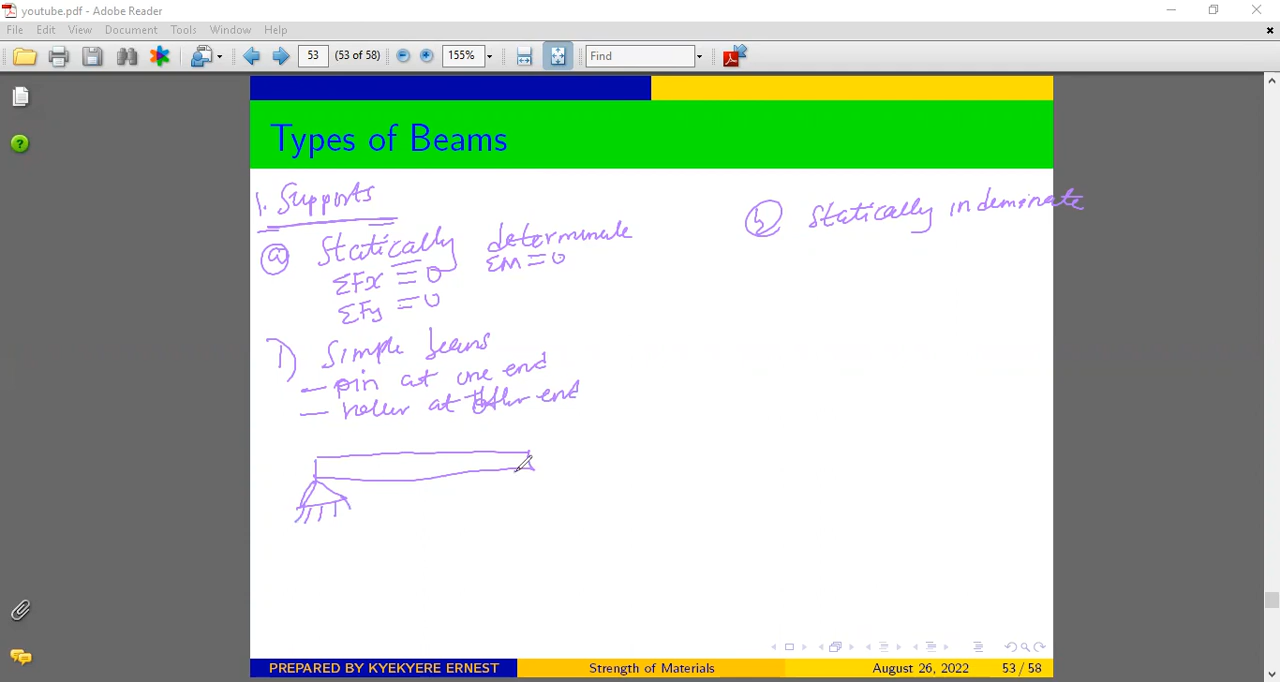 youtube.pdf - Adobe Reader
File Edit View Document Tools Window Help
53 (53 of 58) 155% Find
Types of Beams
1. Supports
(a) Statically determinate
ΣFx = 0 ΣM = 0
ΣFy = 0
1) Simple beams
- pin at one end
- roller at other end
(b) Statically indeminate
PREPARED BY KYEKYERE ERNEST Strength of Materials August 26, 2022 53 / 58